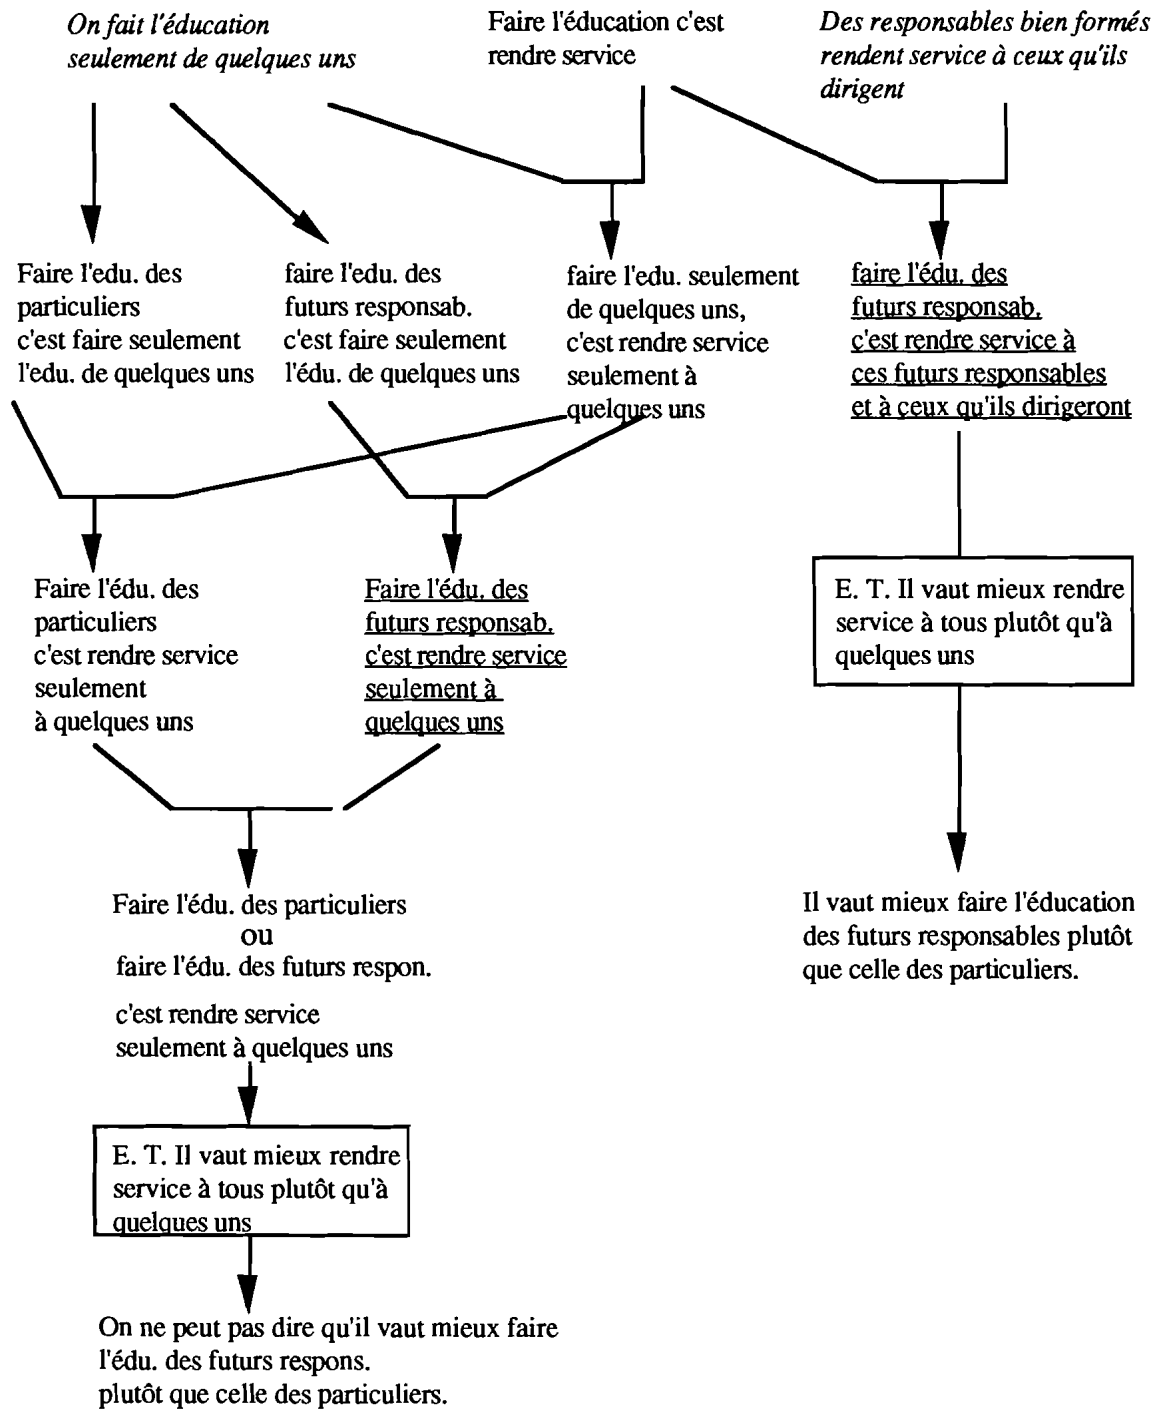 On fait l'éducation
seulement de quelques uns
Faire l'éducation c'est
rendre service
Des responsables bien formés
rendent service à ceux qu'ils
dirigent
Faire l'edu. des
particuliers
c'est faire seulement
l'edu. de quelques uns
faire l'edu. des
futurs responsab.
c'est faire seulement
l'édu. de quelques uns
faire l'edu. seulement
de quelques uns,
c'est rendre service
seulement à
quelques uns
faire l'édu. des
futurs responsab.
c'est rendre service à
ces futurs responsables
et à ceux qu'ils dirigeront
Faire l'édu. des
particuliers
c'est rendre service
seulement
à quelques uns
Faire l'édu. des
futurs responsab.
c'est rendre service
seulement à
quelques uns
E. T. Il vaut mieux rendre
service à tous plutôt qu'à
quelques uns
Faire l'édu. des particuliers
ou
faire l'édu. des futurs respon.
c'est rendre service
seulement à quelques uns
Il vaut mieux faire l'éducation
des futurs responsables plutôt
que celle des particuliers.
E. T. Il vaut mieux rendre
service à tous plutôt qu'à
quelques uns
On ne peut pas dire qu'il vaut mieux faire
l'édu. des futurs respons.
plutôt que celle des particuliers.